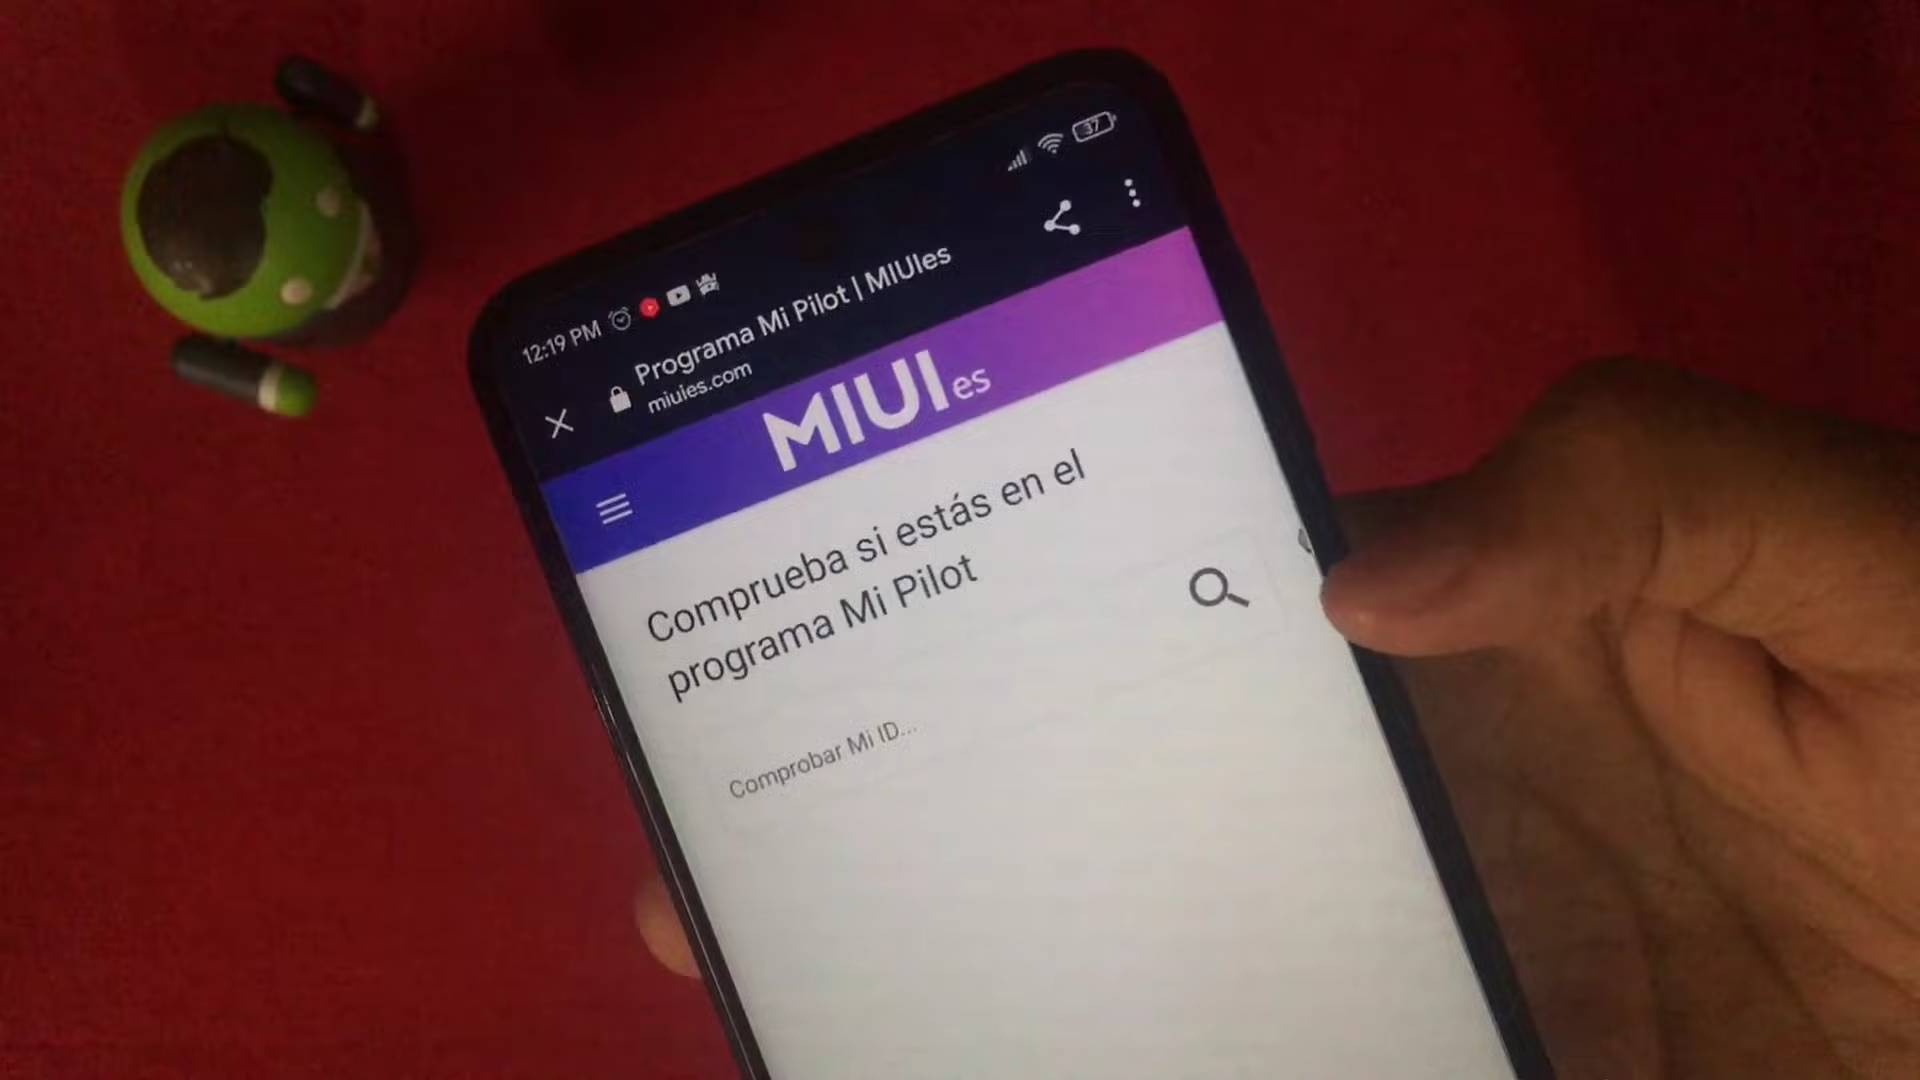 37
12:19 PM
Programa Mi Pilot | MIUIes
miuies.com
MIUIes
Comprueba si estás en el
programa Mi Pilot
Comprobar Mi ID...